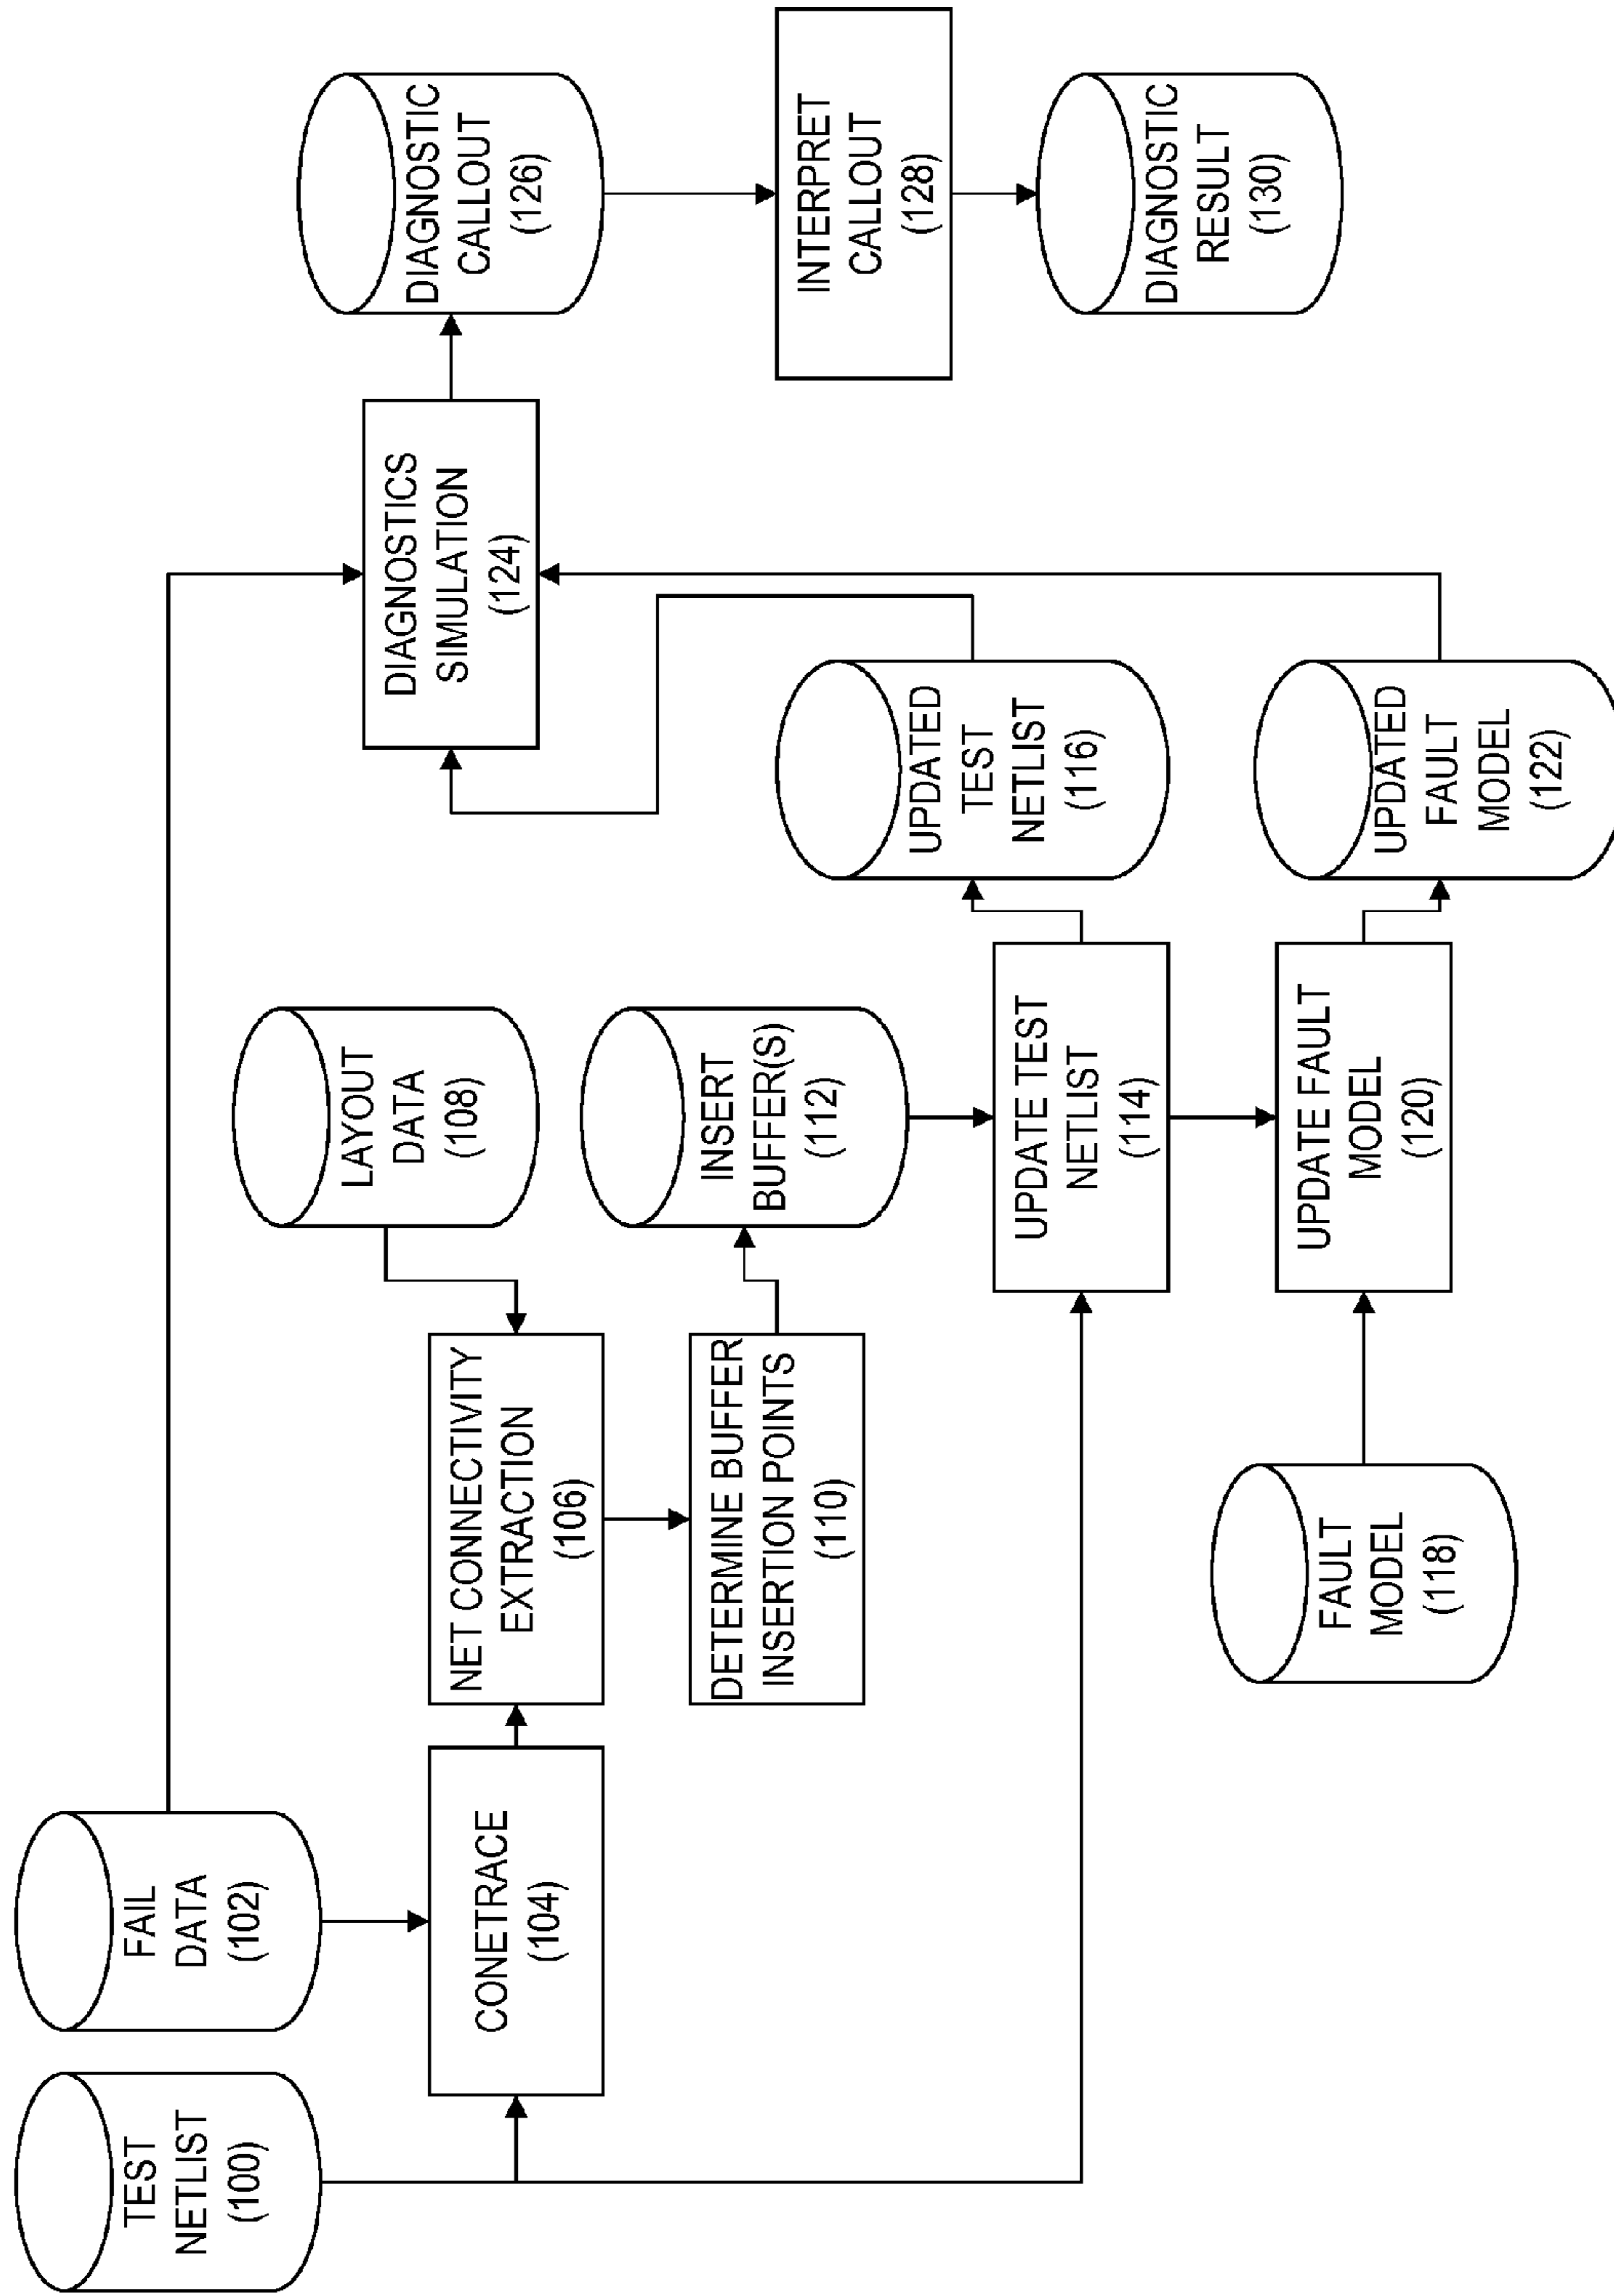 TEST
NETLIST
(100)
FAIL
DATA
(102)
CONETRACE
(104)
NET CONNECTIVITY
EXTRACTION
(106)
LAYOUT
DATA
(108)
DETERMINE BUFFER
INSERTION POINTS
(110)
INSERT
BUFFER(S)
(112)
UPDATE TEST
NETLIST
(114)
UPDATED
TEST
NETLIST
(116)
FAULT
MODEL
(118)
UPDATE FAULT
MODEL
(120)
UPDATED
FAULT
MODEL
(122)
DIAGNOSTICS
SIMULATION
(124)
DIAGNOSTIC
CALLOUT
(126)
INTERPRET
CALLOUT
(128)
DIAGNOSTIC
RESULT
(130)